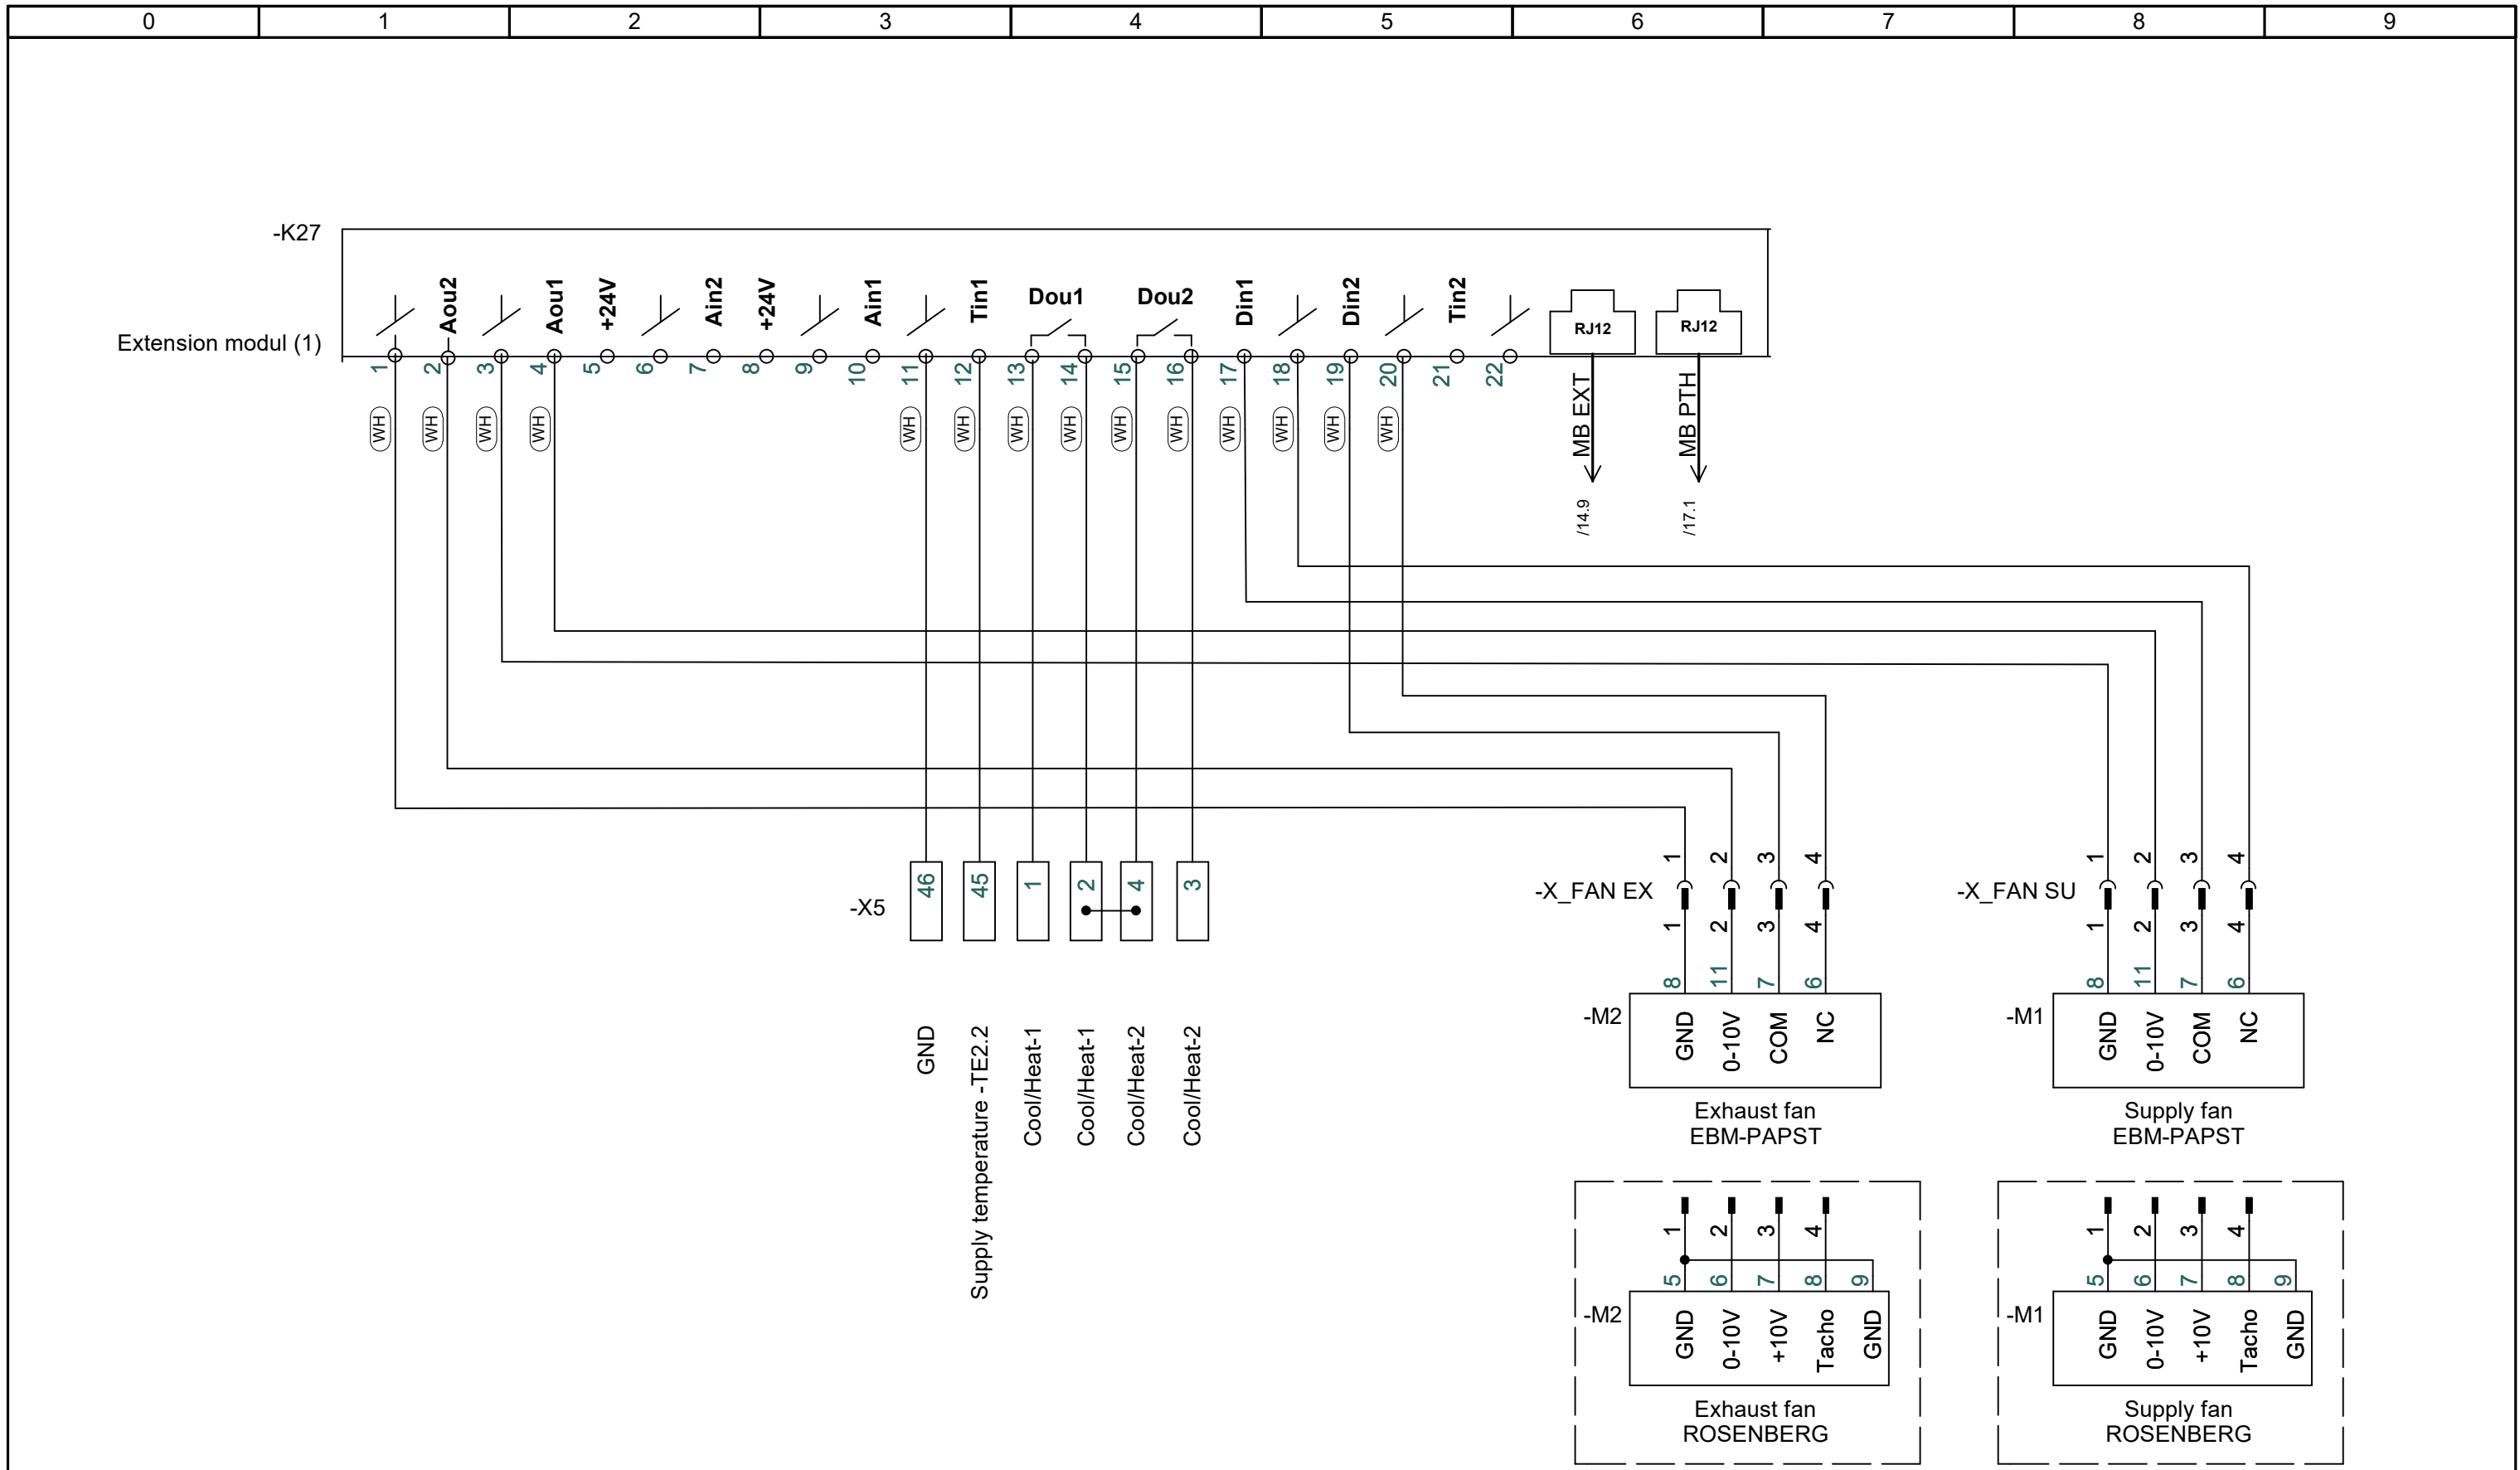 0 1 2 3 4 5 6 7 8 9
-K27
Aou2 Aou1 +24V Ain2 +24V Ain1 Tin1 Dou1 Dou2 Din1 Din2 Tin2
RJ12 RJ12
Extension modul (1)
1 2 3 4 5 6 7 8 9 10 11 12 13 14 15 16 17 18 19 20 21 22
WH WH WH WH WH WH WH WH WH WH WH WH WH WH
MB EXT MB PTH
/14.9 /17.1
1 2 3 4 1 2 3 4
-X5 46 45 1 2 4 3
-X_FAN EX -X_FAN SU
1 2 3 4 1 2 3 4
8 11 7 6 8 11 7 6
-M2 GND 0-10V COM NC
-M1 GND 0-10V COM NC
GND
Supply temperature -TE2.2
Cool/Heat-1
Cool/Heat-1
Cool/Heat-2
Cool/Heat-2
Exhaust fan
EBM-PAPST
Supply fan
EBM-PAPST
1 2 3 4 1 2 3 4
5 6 7 8 9 5 6 7 8 9
-M2 GND 0-10V +10V Tacho GND
-M1 GND 0-10V +10V Tacho GND
Exhaust fan
ROSENBERG
Supply fan
ROSENBERG